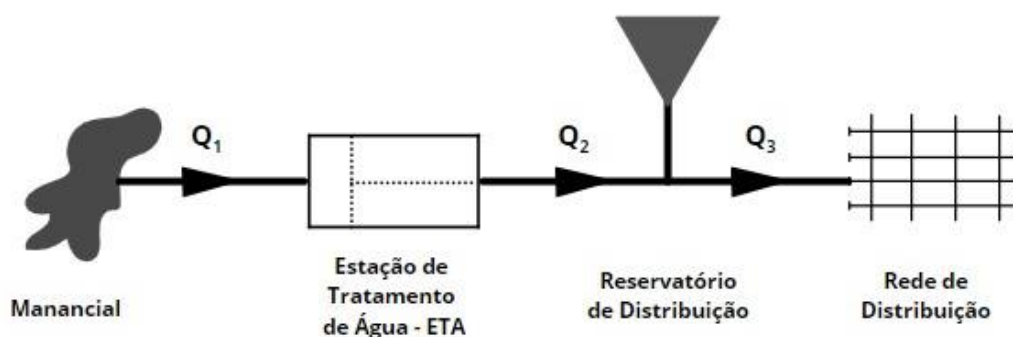 Q₁
Q₂
Q₃
Manancial
Estação de
Tratamento
de Água - ETA
Reservatório
de Distribuição
Rede de
Distribuição